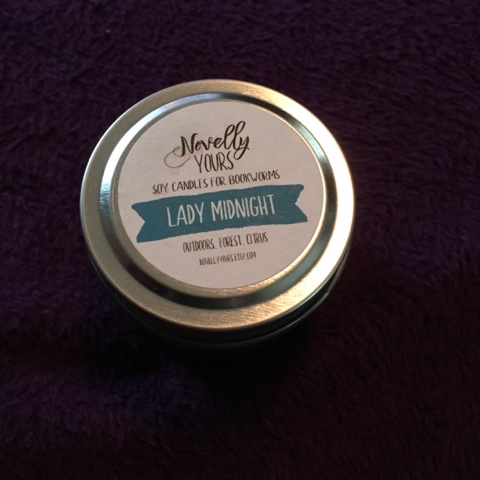 Novelly
YOURS
SOY CANDLES FOR BOOKWORMS
LADY MIDNIGHT
OUTDOORS, FOREST, CITRUS
NOVELLYYOURS.ETSY.COM